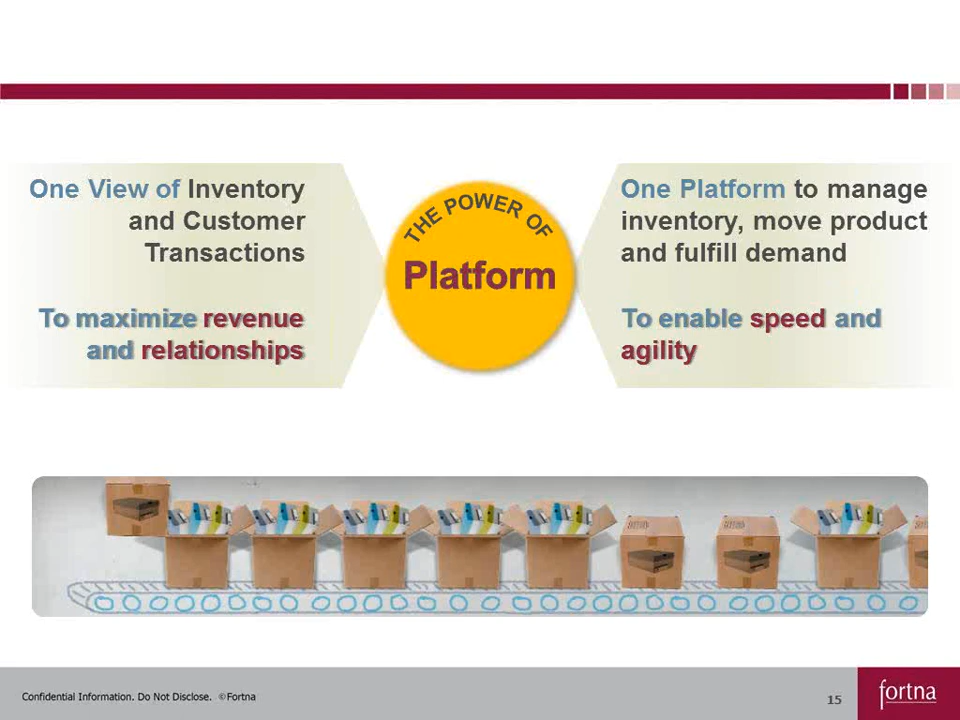 One View of Inventory
and Customer
Transactions
To maximize revenue
and relationships
THE POWER OF
Platform
One Platform to manage
inventory, move product
and fulfill demand
To enable speed and
agility
Confidential Information. Do Not Disclose. ©Fortna
15
fortna